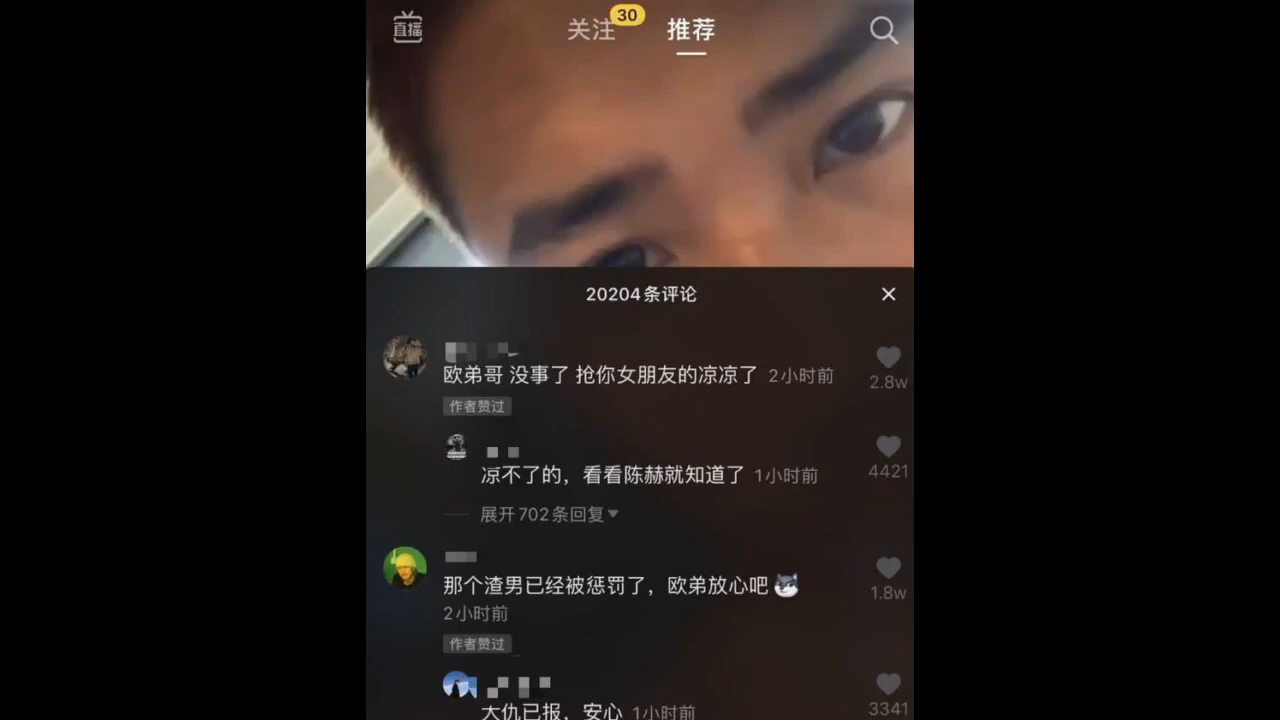 直播
关注 30 推荐
20204条评论
欧弟哥 没事了 抢你女朋友的凉凉了 2小时前
2.8w
作者赞过
凉不了的，看看陈赫就知道了 1小时前
4421
展开702条回复
那个渣男已经被惩罚了，欧弟放心吧
1.8w
2小时前
作者赞过
大仇已报，安心 1小时前
3341